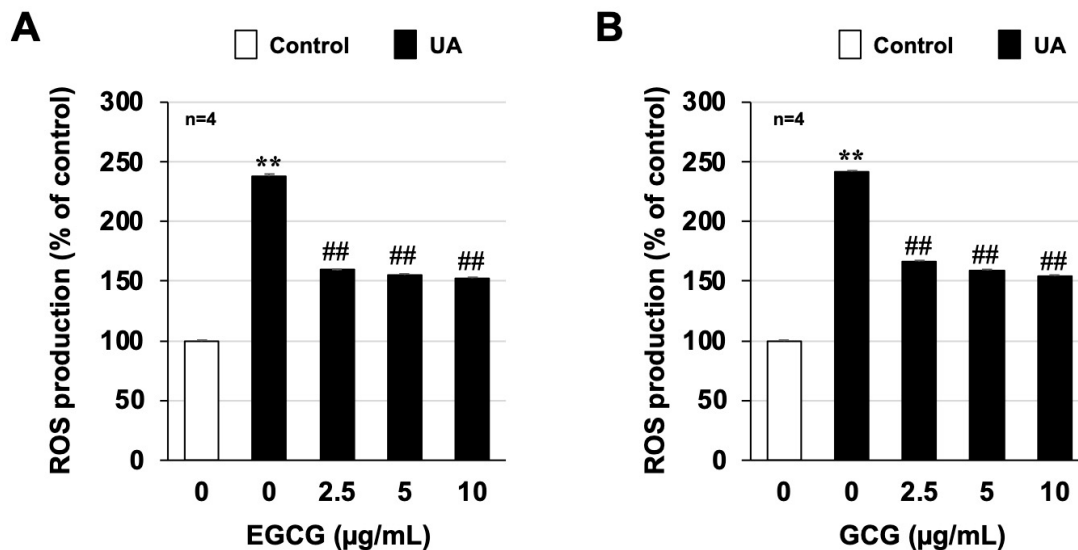 A
Control UA
ROS production (% of control)
300
250
200
150
100
50
0
n=4
**
## ## ##
0 0 2.5 5 10
EGCG (μg/mL)
B
Control UA
ROS production (% of control)
300
250
200
150
100
50
0
n=4
**
## ## ##
0 0 2.5 5 10
GCG (μg/mL)